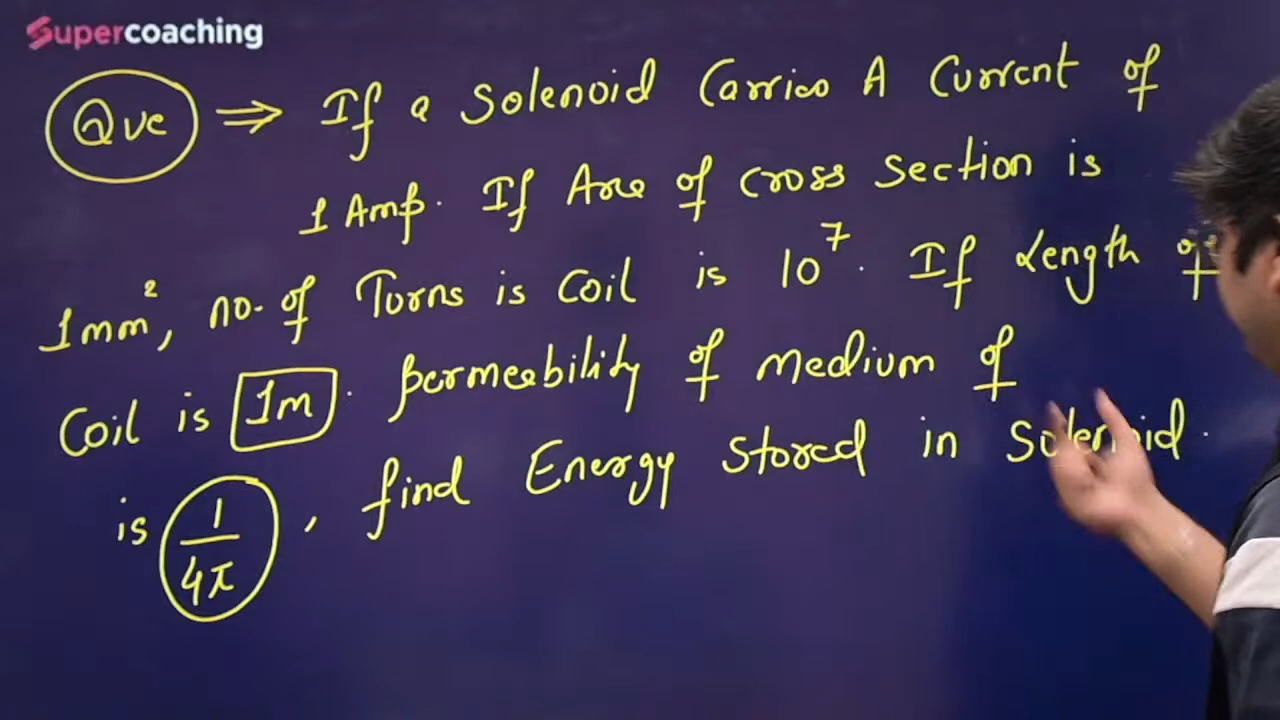 Supercoaching
Que ⇒ If a Solenoid Carries A Current of
1 Amp. If Are of cross section is
1mm², no. of Turns is Coil is 10⁷. If Length of
Coil is 1m. permeability of medium of
is 1/4π, find Energy stored in Solenoid.